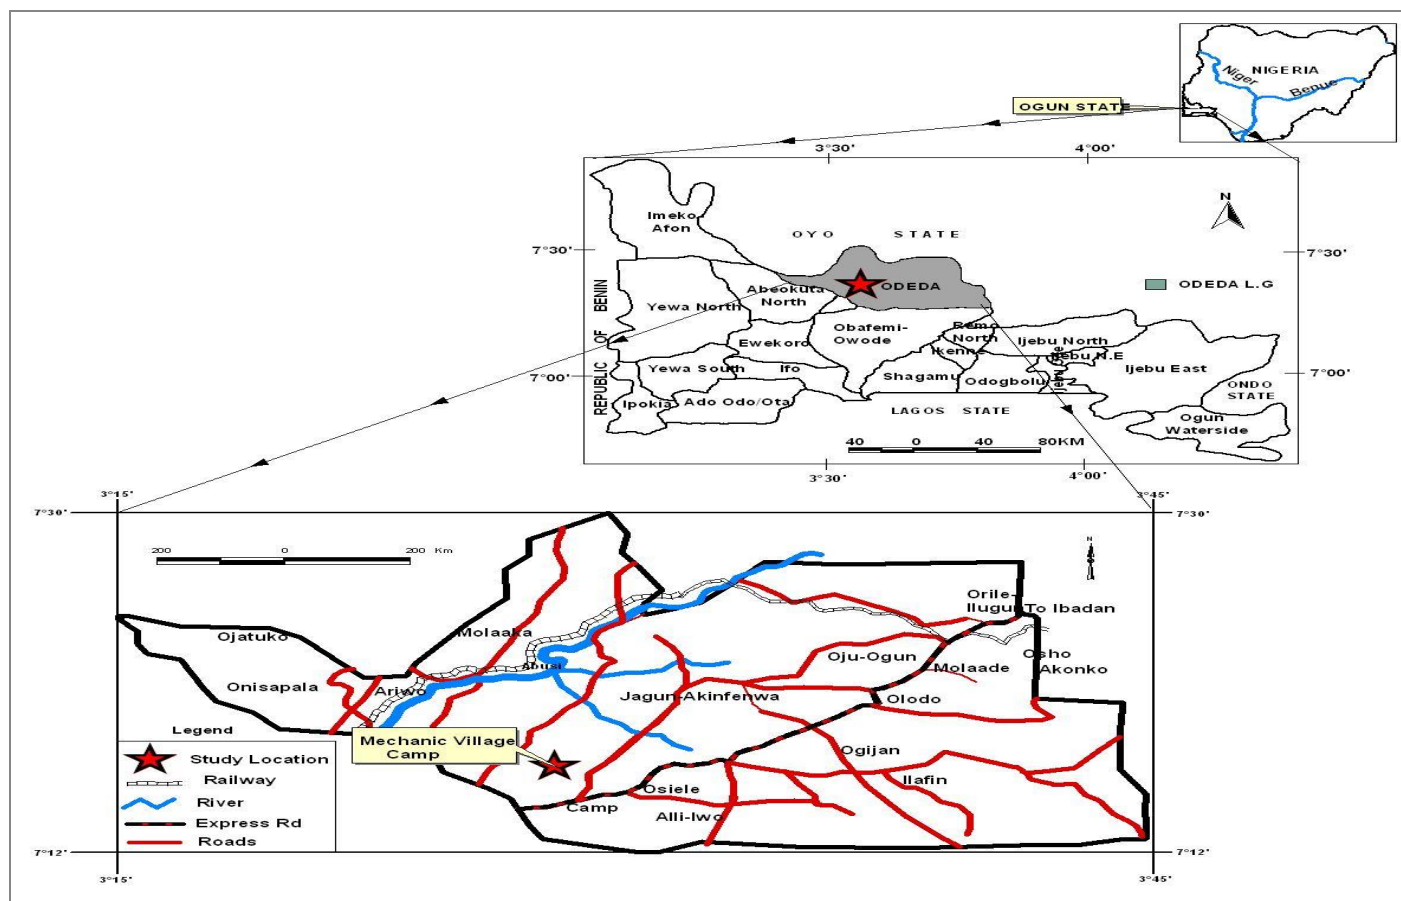 NIGERIA
Niger
Benue
OGUN STATE
3°30'
4°00'
N
Imeko
Afon
OYO STATE
7°30'
7°30'
ODEDA
ODEDA L.G
Abeokuta
North
Yewa North
REPUBLIC OF BENIN
Obafemi-
Owode
Remo
North
Ijebu North
Ewekoro
Ikenne
Ijebu N.E
Ijebu Ode
Ijebu East
Yewa South
Ifo
Shagamu
Odogbolu
7°00'
7°00'
ONDO
STATE
Ipokia
Ado Odo/Ota
LAGOS STATE
Ogun
Waterside
40 0 40 80KM
3°30'
4°00'
3°15'
3°45'
7°30'
7°30'
200 0 200 Km
N
Orile-
Ilugun
To Ibadan
Ojatuko
Molaaka
Osho
Oju-Ogun
Akonko
Abusi
Molaade
Onisapala
Ariwo
Jagun-Akinfenwa
Olodo
Legend
Mechanic Village
Camp
Ogijan
Study Location
Railway
Ilafin
Osiele
River
Camp
Alli-Iwo
Express Rd
Roads
7°12'
7°12'
3°15'
3°45'